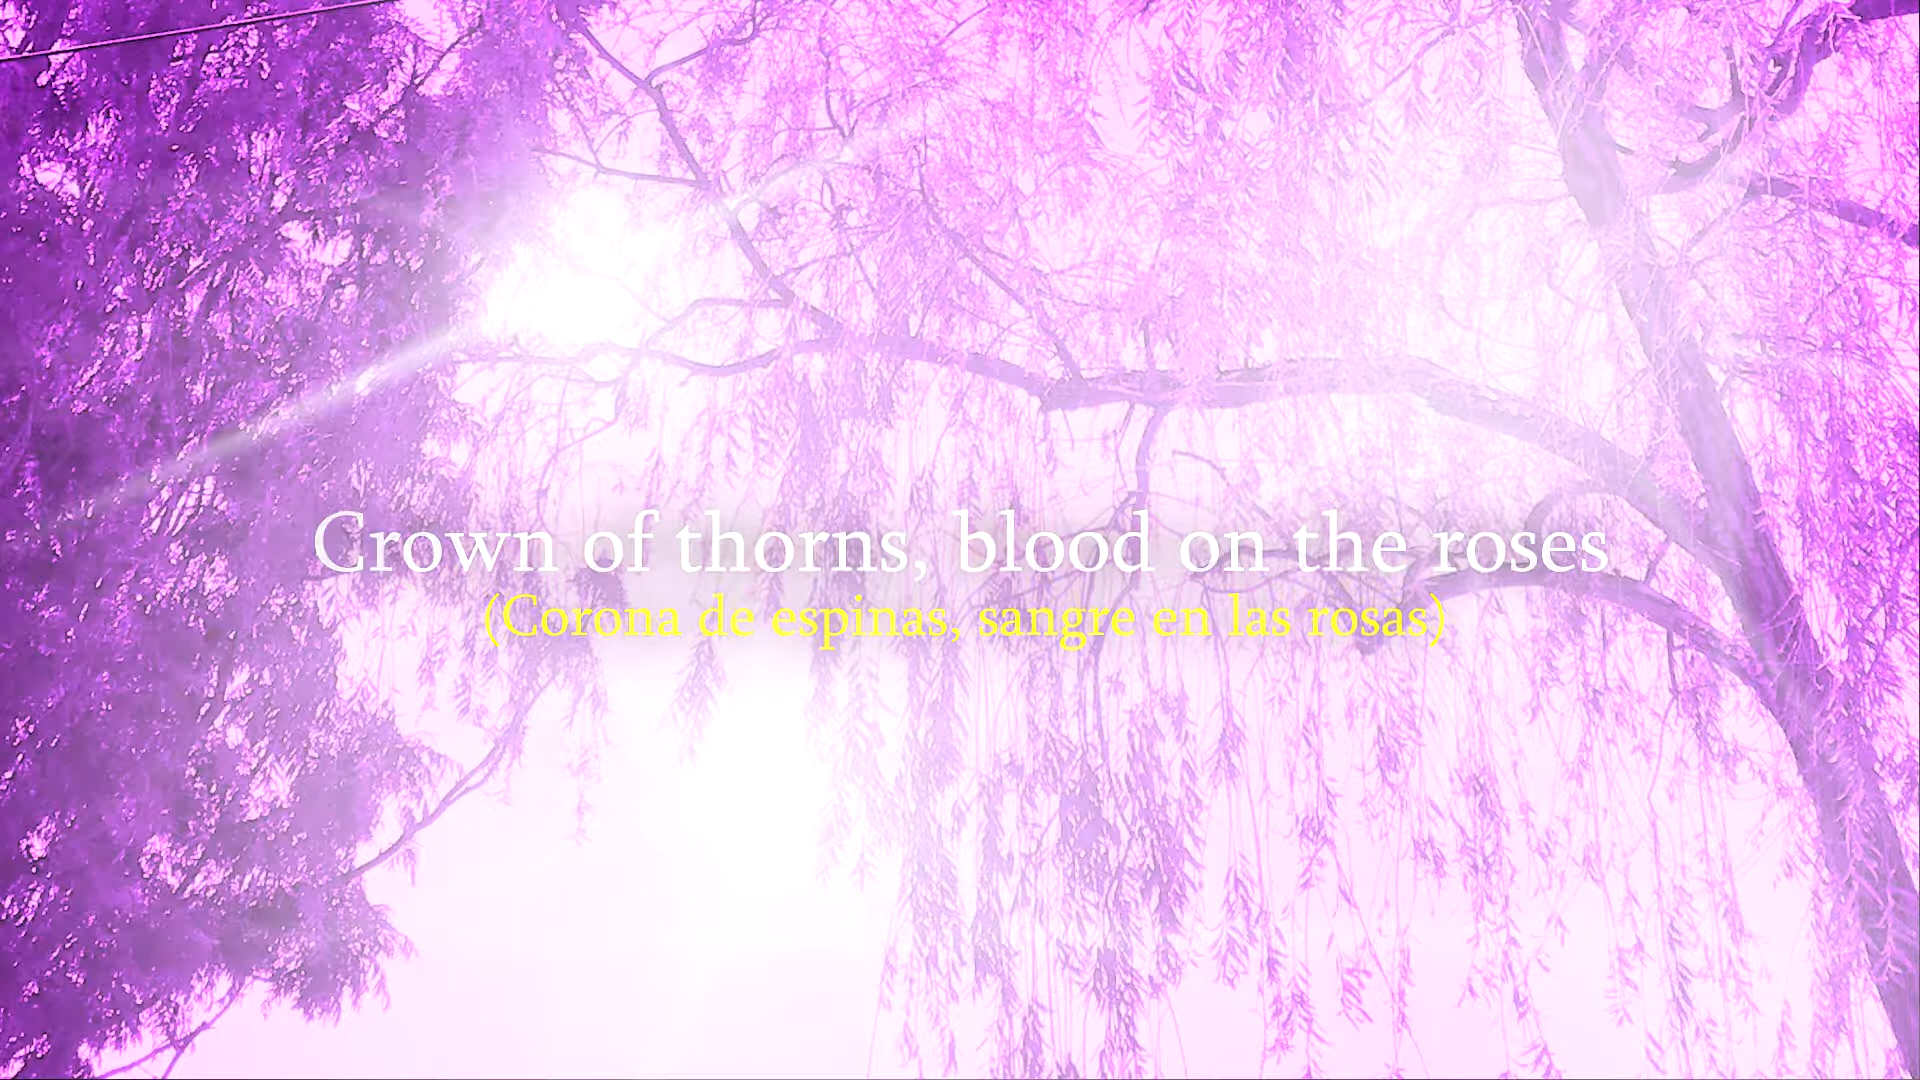 Crown of thorns, blood on the roses
(Corona de espinas, sangre en las rosas)